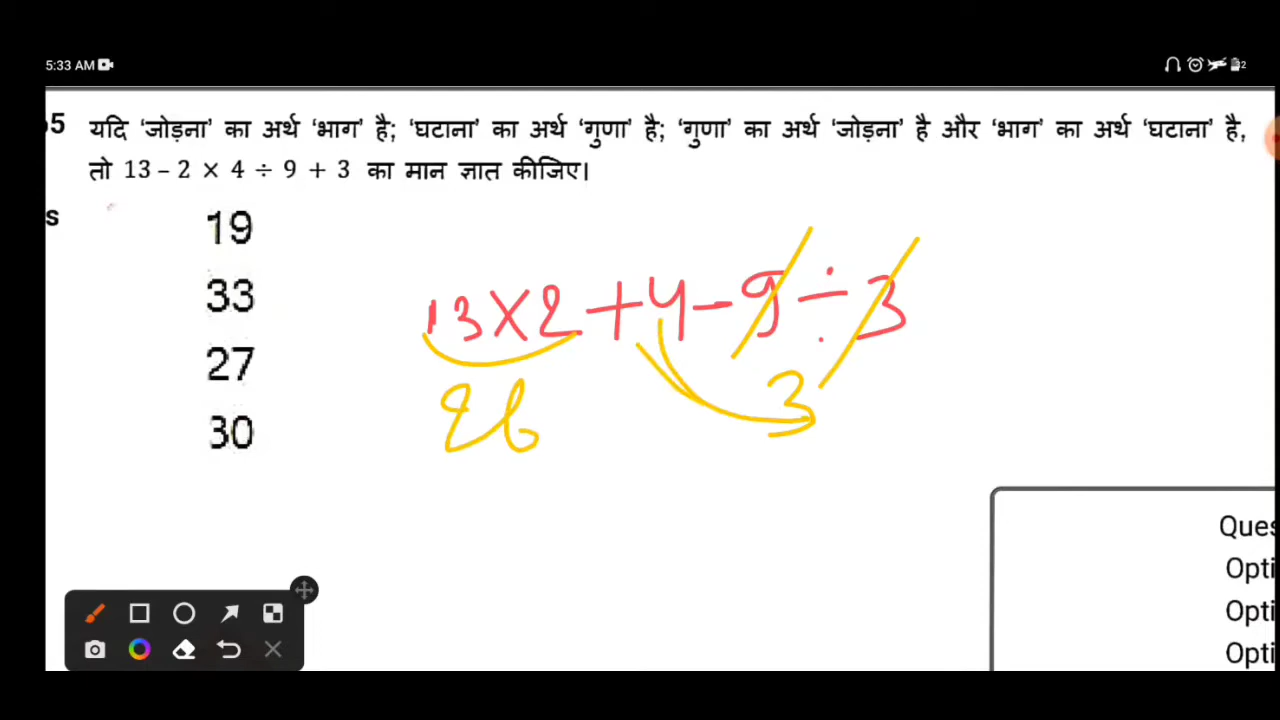 5:33 AM
2
5 यदि ‘जोड़ना’ का अर्थ ‘भाग’ है; ‘घटाना’ का अर्थ ‘गुणा’ है; ‘गुणा’ का अर्थ ‘जोड़ना’ है और ‘भाग’ का अर्थ ‘घटाना’ है,
तो 13 – 2 × 4 ÷ 9 + 3 का मान ज्ञात कीजिए।
s
19
33
27
30
13×2+4-9÷3
26 3
Ques
Opti
Opti
Opti